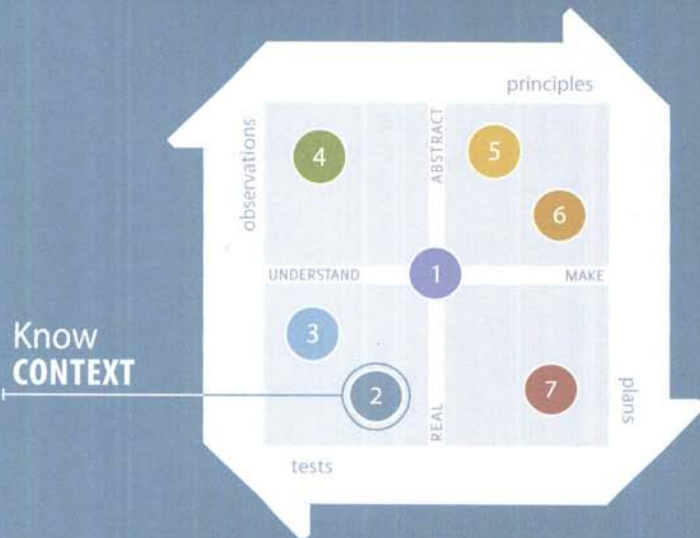 principles
observations
ABSTRACT
4
5
6
UNDERSTAND
1
MAKE
3
Know
CONTEXT
2
7
REAL
plans
tests